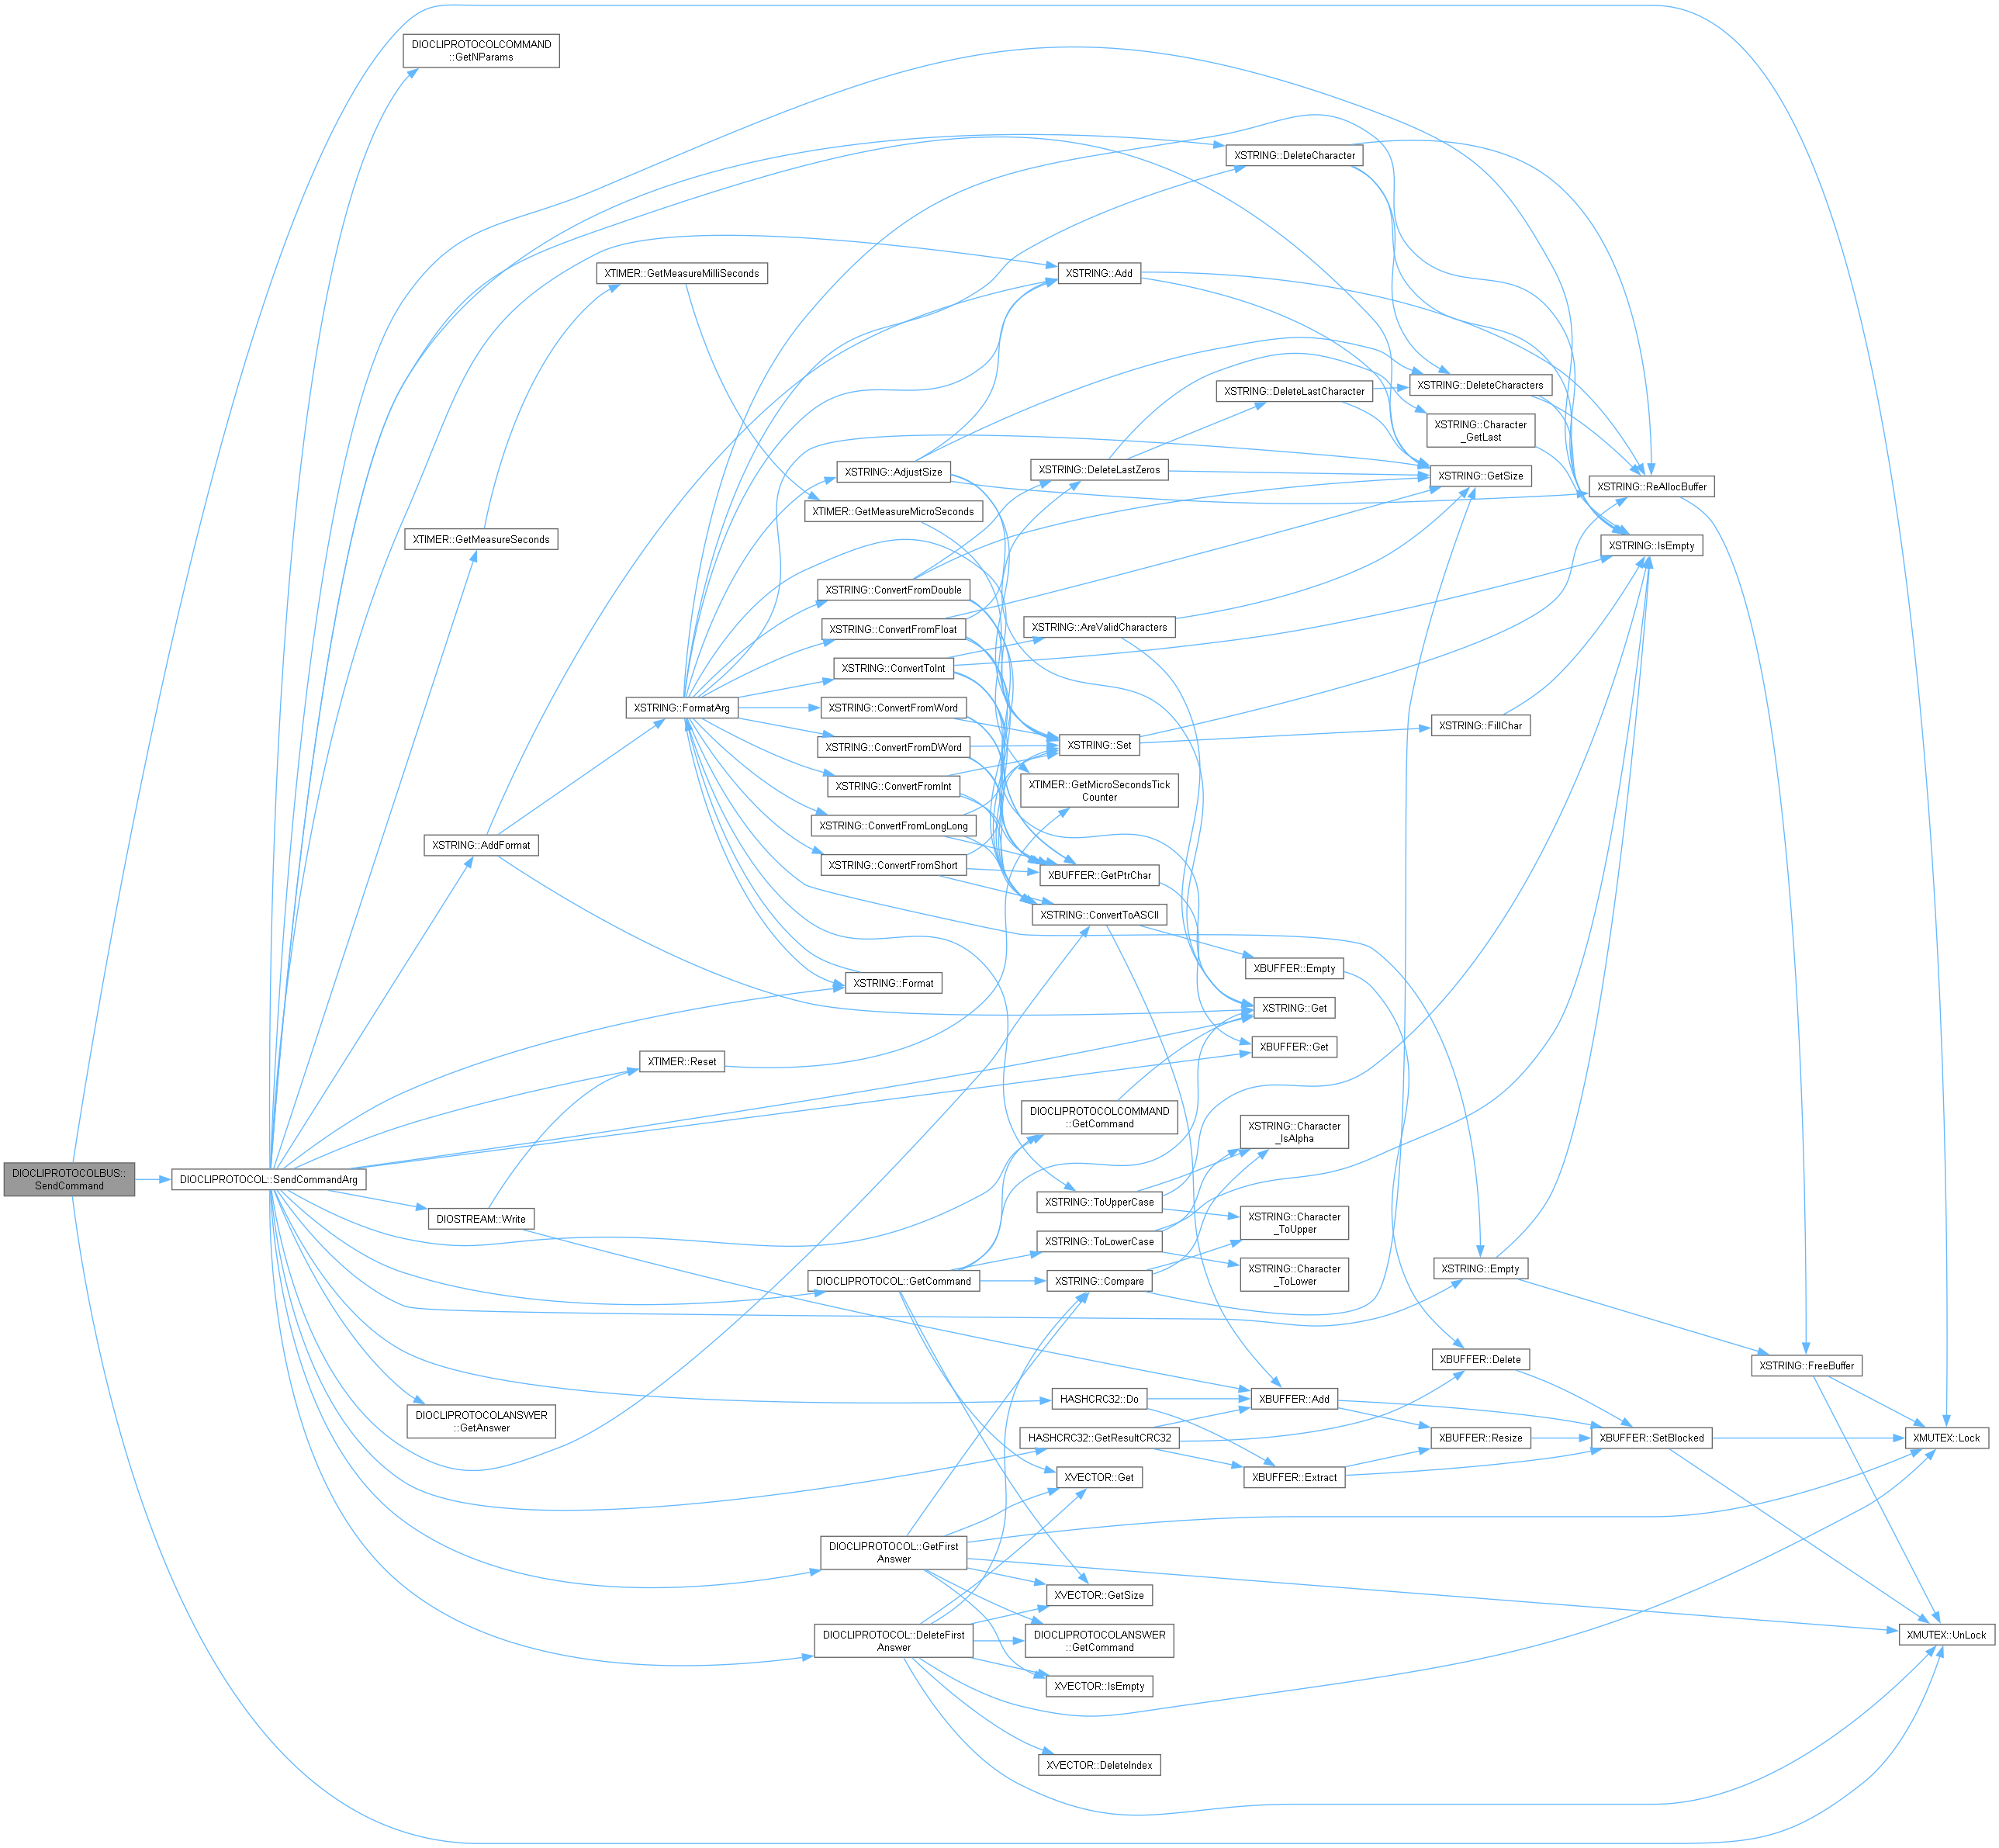 DIOCLIPROTOCOLCOMMAND
::GetNParams
XSTRING::DeleteCharacter
XTIMER::GetMeasureMilliSeconds
XSTRING::Add
XSTRING::DeleteCharacters
XSTRING::DeleteLastCharacter
XSTRING::Character
_GetLast
XSTRING::AdjustSize
XSTRING::DeleteLastZeros
XSTRING::GetSize
XSTRING::ReAllocBuffer
XTIMER::GetMeasureMicroSeconds
XTIMER::GetMeasureSeconds
XSTRING::IsEmpty
XSTRING::ConvertFromDouble
XSTRING::ConvertFromFloat
XSTRING::AreValidCharacters
XSTRING::ConvertToInt
XSTRING::FormatArg
XSTRING::ConvertFromWord
XSTRING::FillChar
XSTRING::ConvertFromDWord
XSTRING::Set
XSTRING::ConvertFromInt
XTIMER::GetMicroSecondsTick
Counter
XSTRING::ConvertFromLongLong
XSTRING::AddFormat
XSTRING::ConvertFromShort
XBUFFER::GetPtrChar
XSTRING::ConvertToASCII
XBUFFER::Empty
XSTRING::Format
XSTRING::Get
XBUFFER::Get
XTIMER::Reset
DIOCLIPROTOCOLCOMMAND
::GetCommand
XSTRING::Character
_IsAlpha
DIOCLIPROTOCOLBUS::
SendCommand
DIOCLIPROTOCOL::SendCommandArg
XSTRING::ToUpperCase
DIOSTREAM::Write
XSTRING::Character
_ToUpper
XSTRING::ToLowerCase
XSTRING::Character
_ToLower
XSTRING::Empty
DIOCLIPROTOCOL::GetCommand
XSTRING::Compare
XBUFFER::Delete
XSTRING::FreeBuffer
HASHCRC32::Do
XBUFFER::Add
DIOCLIPROTOCOLANSWER
::GetAnswer
HASHCRC32::GetResultCRC32
XBUFFER::Resize
XBUFFER::SetBlocked
XMUTEX::Lock
XVECTOR::Get
XBUFFER::Extract
DIOCLIPROTOCOL::GetFirst
Answer
XVECTOR::GetSize
DIOCLIPROTOCOL::DeleteFirst
Answer
DIOCLIPROTOCOLANSWER
::GetCommand
XMUTEX::UnLock
XVECTOR::IsEmpty
XVECTOR::DeleteIndex